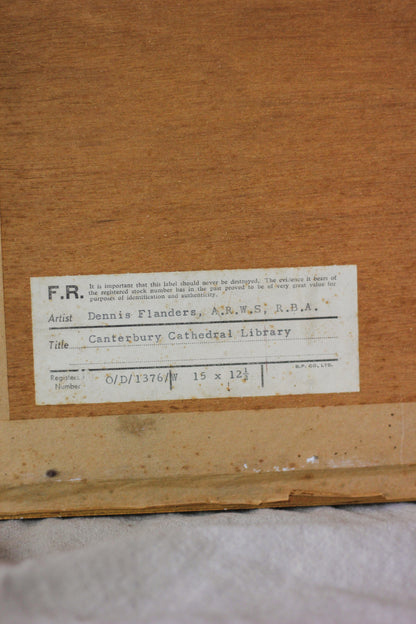 F.R. It is important that this label should never be destroyed. The evidence it bears of
the registered stock number has in the past proved to be of very great value for
purposes of identification and authenticity.
Artist Dennis Flanders, A.R.W.S, R.B.A.
Title Canterbury Cathedral Library
B.P. CO., LTD.
Register Number O/D/1376/W 15 x 12½